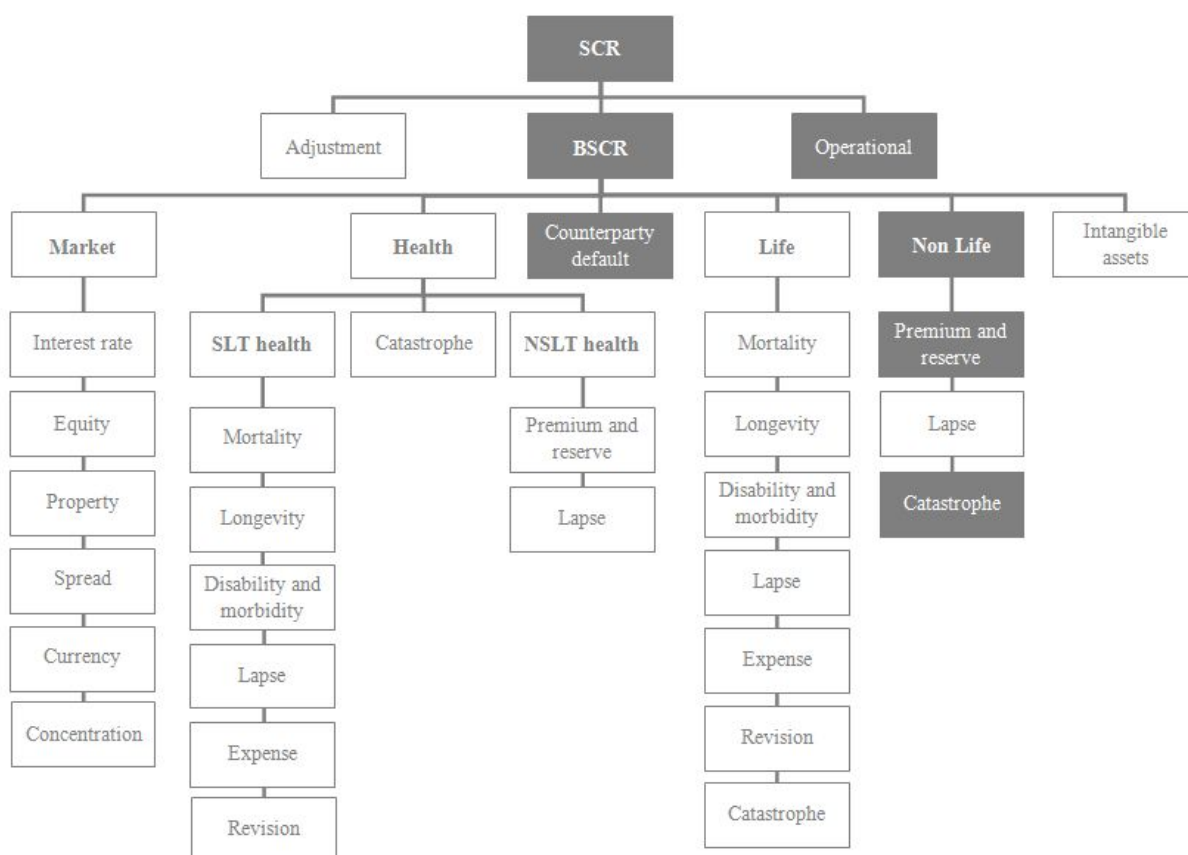 SCR
Adjustment
BSCR
Operational
Market
Health
Counterparty
default
Life
Non Life
Intangible
assets
Interest rate
SLT health
Catastrophe
NSLT health
Mortality
Premium and
reserve
Equity
Mortality
Premium and
reserve
Longevity
Lapse
Property
Longevity
Lapse
Disability and
morbidity
Catastrophe
Spread
Disability and
morbidity
Lapse
Currency
Lapse
Expense
Concentration
Expense
Revision
Revision
Catastrophe